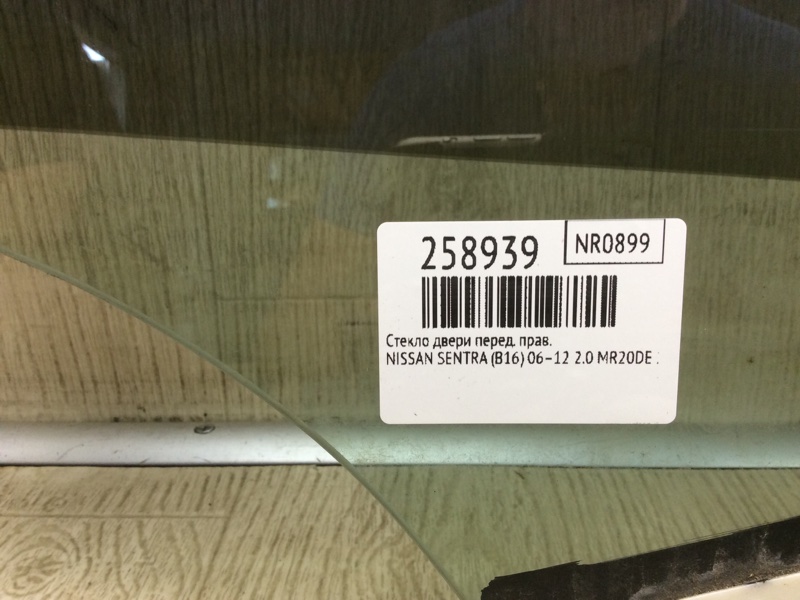 258939 NR0899
Стекло двери перед. прав.
NISSAN SENTRA (B16) 06-12 2.0 MR20DE